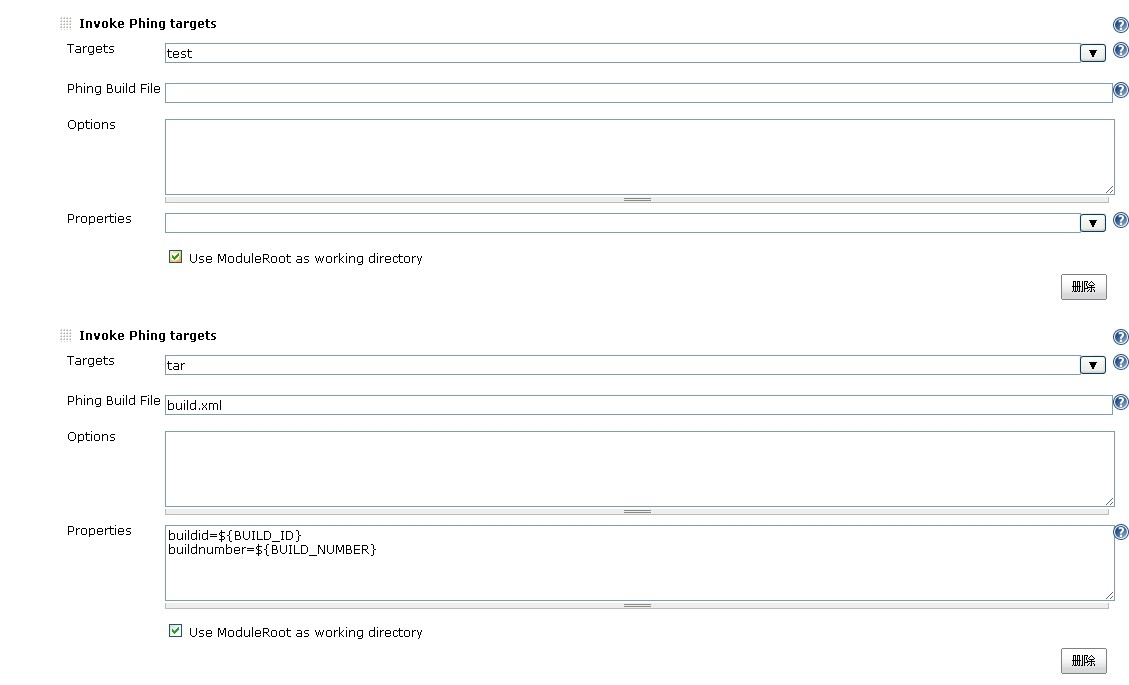 Invoke Phing targets
Targets
test
Phing Build File
Options
Properties
Use ModuleRoot as working directory
删除
Invoke Phing targets
Targets
tar
Phing Build File
build.xml
Options
Properties
buildid=${BUILD_ID}
buildnumber=${BUILD_NUMBER}
Use ModuleRoot as working directory
删除